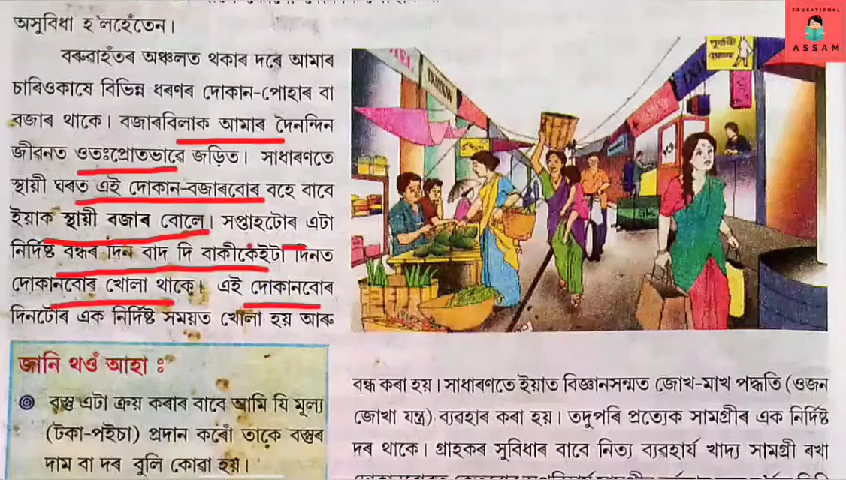 অসুবিধা হ'লহেঁতেন।
বৰুৱাহঁতৰ অঞ্চলত থকাৰ দৰে আমাৰ
চাৰিওকাষে বিভিন্ন ধৰণৰ দোকান-পোহাৰ বা
বজাৰ থাকে। বজাৰবিলাক আমাৰ দৈনন্দিন
জীৱনত ওতঃপ্ৰোতভাৱে জড়িত। সাধাৰণতে
স্থায়ী ঘৰত এই দোকান-বজাৰবোৰ বহে বাবে
ইয়াক স্থায়ী বজাৰ বোলে। সপ্তাহটোৰ এটা
নিৰ্দিষ্ট বন্ধৰ দিন বাদ দি বাকীকেইটা দিনত
দোকানবোৰ খোলা থাকে। এই দোকানবোৰ
দিনটোৰ এক নিৰ্দিষ্ট সময়ত খোলা হয় আৰু
জানি থওঁ আহা :
বস্তু এটা ক্ৰয় কৰাৰ বাবে আমি যি মূল্য
(টকা-পইচা) প্ৰদান কৰোঁ তাকে বস্তুৰ
দাম বা দৰ বুলি কোৱা হয়।
বন্ধ কৰা হয়। সাধাৰণতে ইয়াত বিজ্ঞানসন্মত জোখ-মাখ পদ্ধতি (ওজন
জোখা যন্ত্ৰ) ব্যৱহাৰ কৰা হয়। তদুপৰি প্ৰত্যেক সামগ্ৰীৰ এক নিৰ্দিষ্ট
দৰ থাকে। গ্ৰাহকৰ সুবিধাৰ বাবে নিত্য ব্যৱহাৰ্য খাদ্য সামগ্ৰী ৰখা
EDUCATIONAL
ASSAM